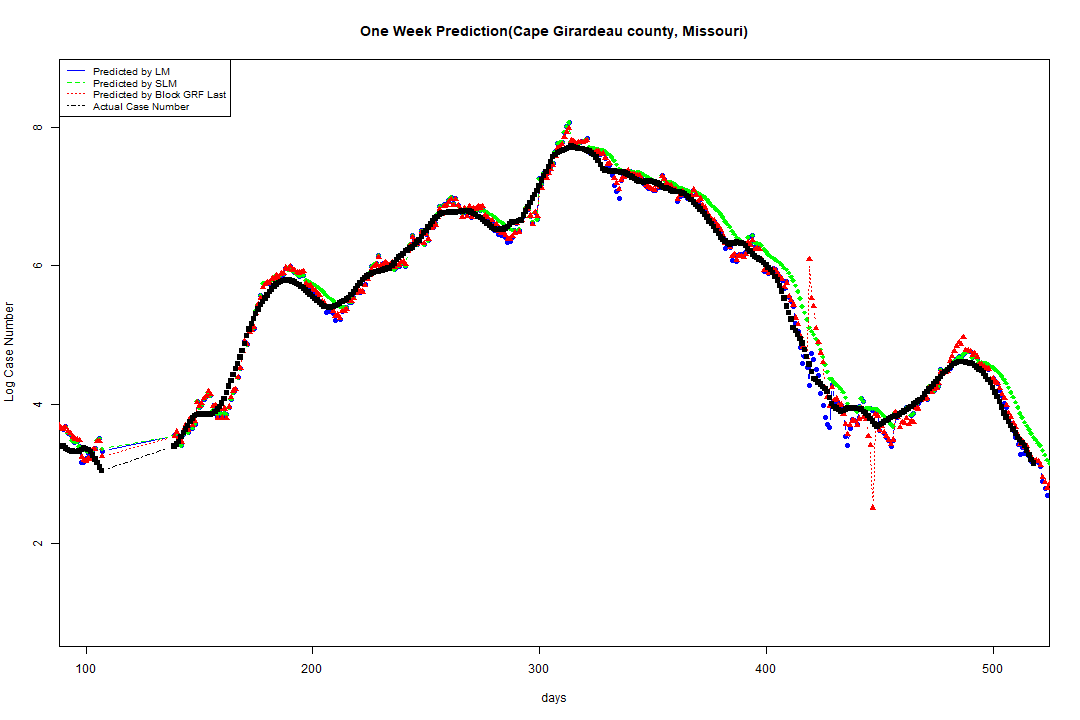 One Week Prediction(Cape Girardeau county, Missouri)
Predicted by LM
Predicted by SLM
Predicted by Block GRF Last
Actual Case Number
8
6
4
2
Log Case Number
100 200 300 400 500
days